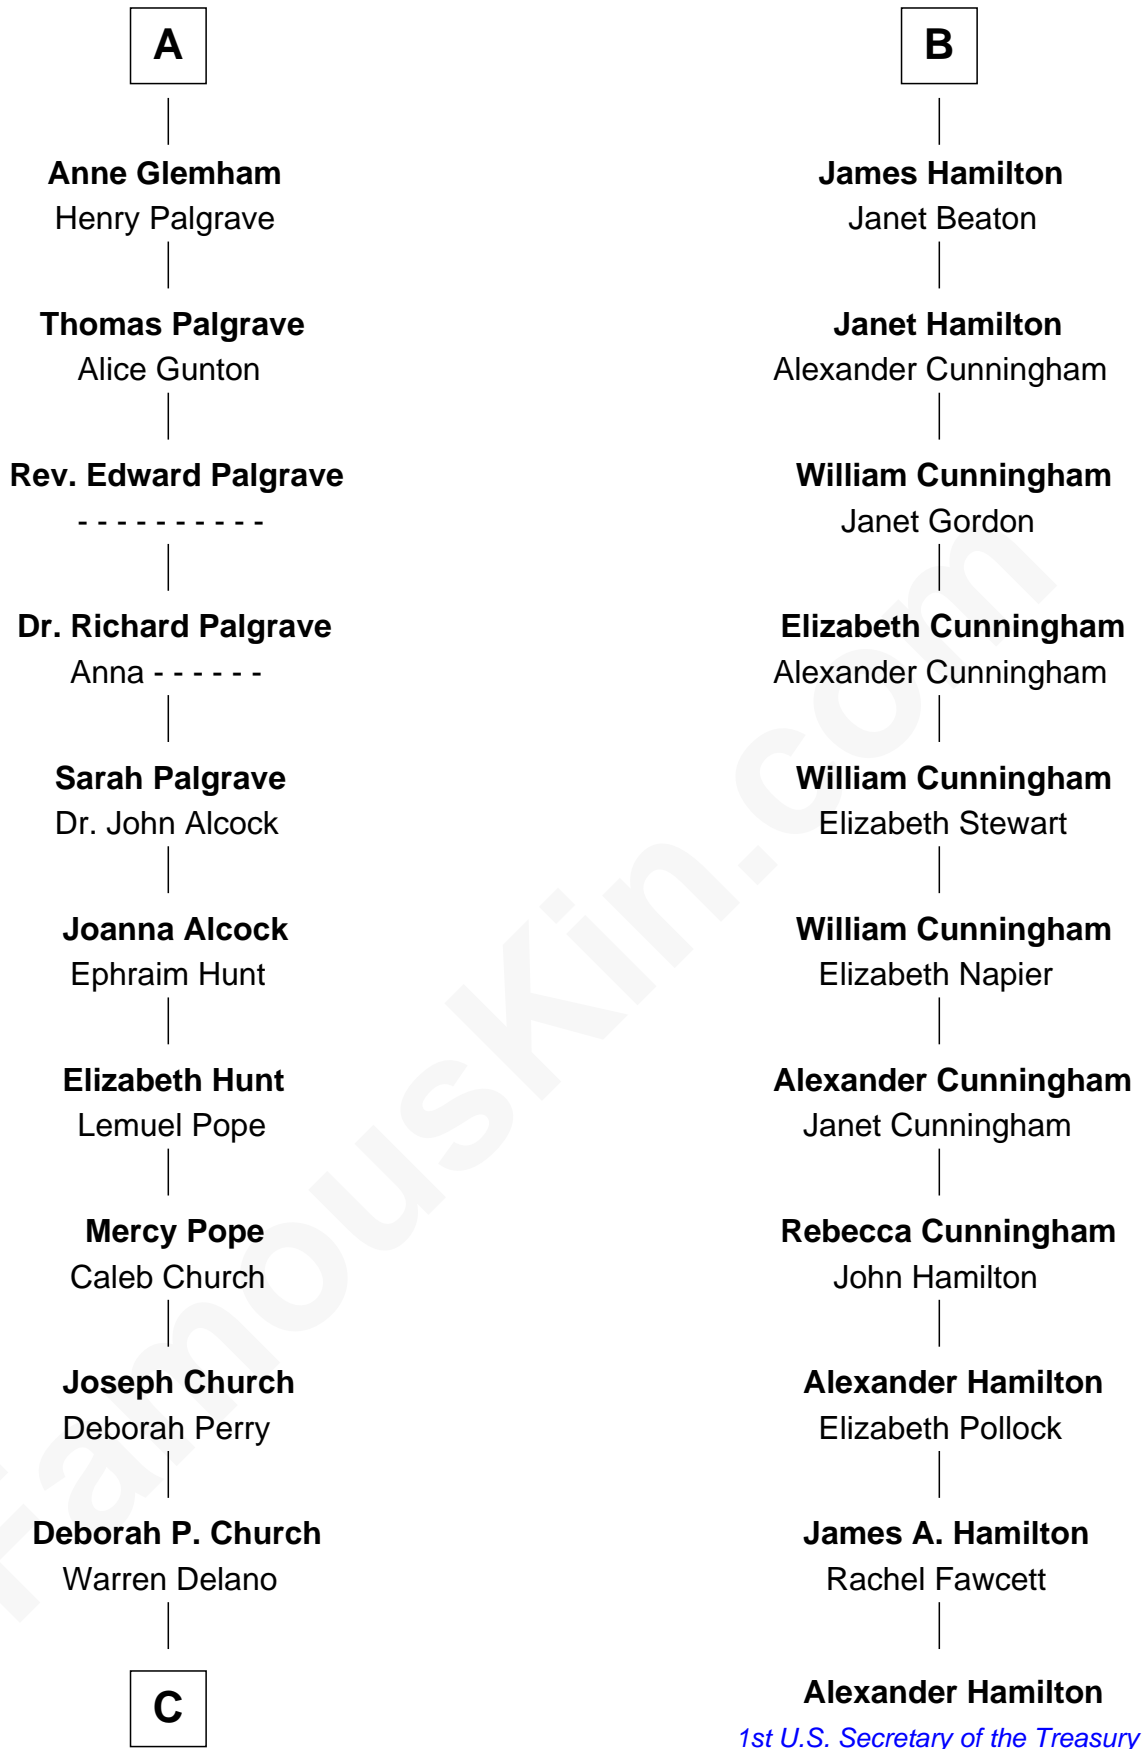 A
Anne Glemham
Henry Palgrave
Thomas Palgrave
Alice Gunton
Rev. Edward Palgrave
- - - - - - - - - -
Dr. Richard Palgrave
Anna - - - - - -
Sarah Palgrave
Dr. John Alcock
Joanna Alcock
Ephraim Hunt
Elizabeth Hunt
Lemuel Pope
Mercy Pope
Caleb Church
Joseph Church
Deborah Perry
Deborah P. Church
Warren Delano
C
B
James Hamilton
Janet Beaton
Janet Hamilton
Alexander Cunningham
William Cunningham
Janet Gordon
Elizabeth Cunningham
Alexander Cunningham
William Cunningham
Elizabeth Stewart
William Cunningham
Elizabeth Napier
Alexander Cunningham
Janet Cunningham
Rebecca Cunningham
John Hamilton
Alexander Hamilton
Elizabeth Pollock
James A. Hamilton
Rachel Fawcett
Alexander Hamilton
1st U.S. Secretary of the Treasury
FamousKin.com